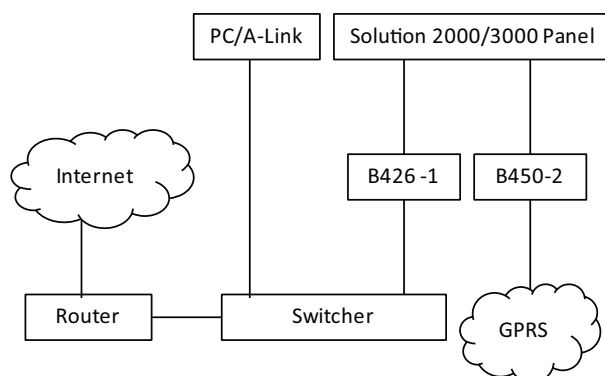 PC/A-Link
Solution 2000/3000 Panel
Internet
B426 -1
B450-2
Router
Switcher
GPRS